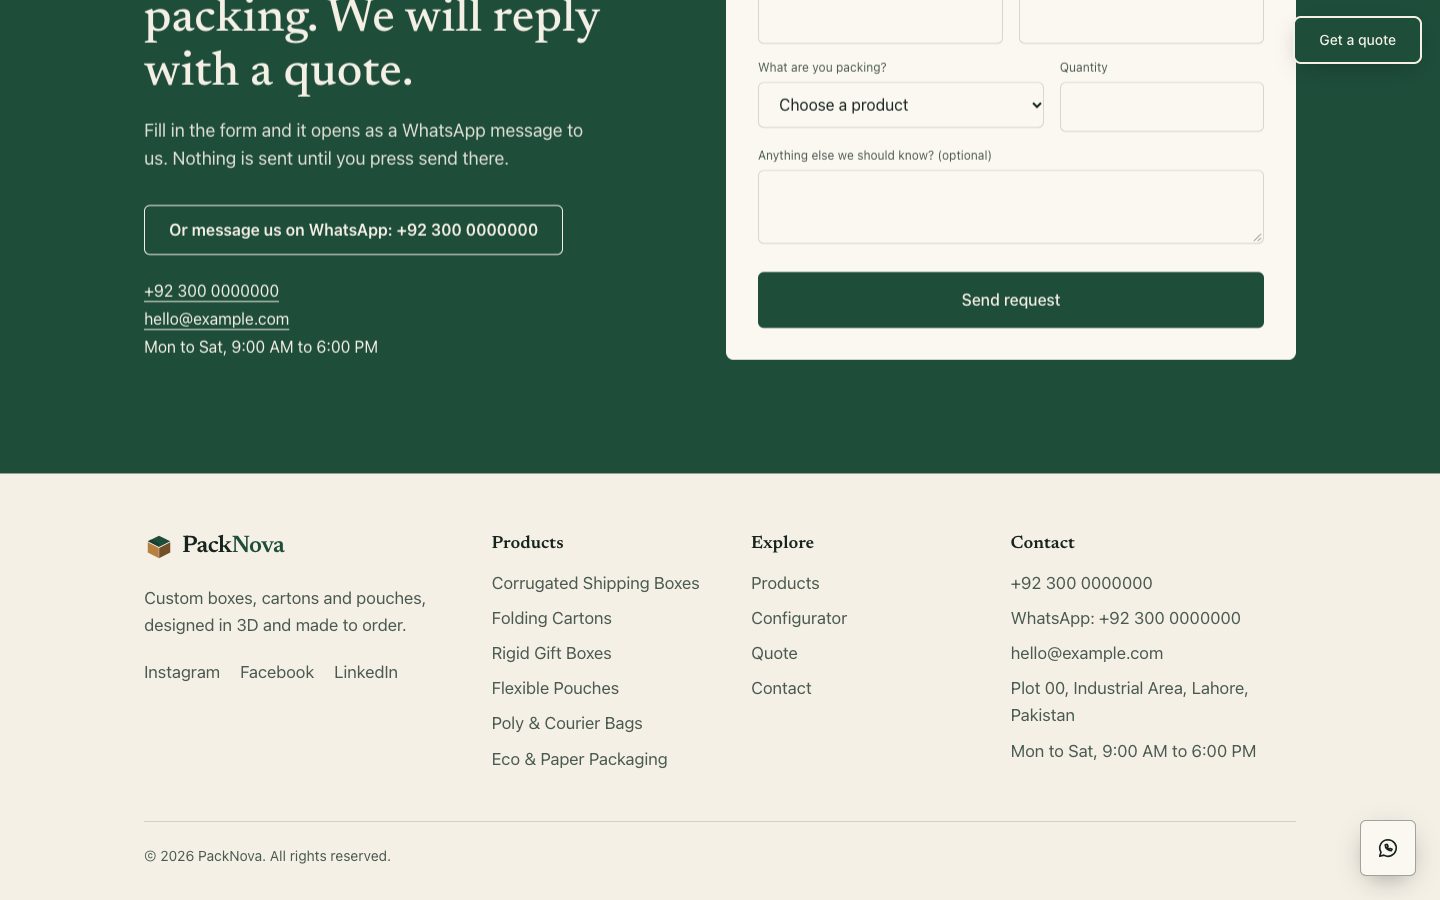 packing. We will reply
with a quote.
Fill in the form and it opens as a WhatsApp message to
us. Nothing is sent until you press send there.
Or message us on WhatsApp: +92 300 0000000
+92 300 0000000
hello@example.com
Mon to Sat, 9:00 AM to 6:00 PM
Get a quote
What are you packing?
Quantity
Choose a product
Anything else we should know? (optional)
Send request
PackNova
Custom boxes, cartons and pouches,
designed in 3D and made to order.
Instagram Facebook LinkedIn
Products
Corrugated Shipping Boxes
Folding Cartons
Rigid Gift Boxes
Flexible Pouches
Poly & Courier Bags
Eco & Paper Packaging
Explore
Products
Configurator
Quote
Contact
Contact
+92 300 0000000
WhatsApp: +92 300 0000000
hello@example.com
Plot 00, Industrial Area, Lahore,
Pakistan
Mon to Sat, 9:00 AM to 6:00 PM
© 2026 PackNova. All rights reserved.